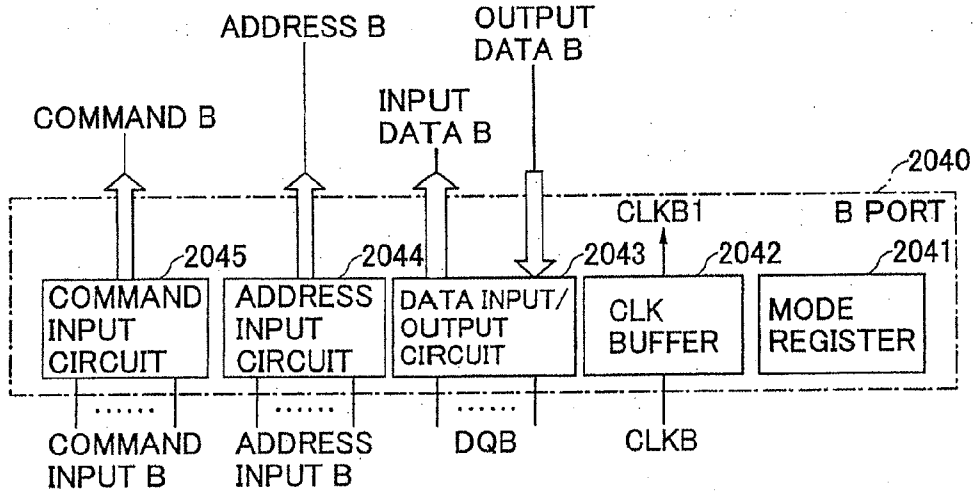 OUTPUT
DATA B
ADDRESS B
INPUT
DATA B
COMMAND B
2040
CLKB1
B PORT
2045
2044
2043
2042
2041
COMMAND
INPUT
CIRCUIT
ADDRESS
INPUT
CIRCUIT
DATA INPUT/
OUTPUT
CIRCUIT
CLK
BUFFER
MODE
REGISTER
......
......
......
COMMAND
INPUT B
ADDRESS
INPUT B
DQB
CLKB